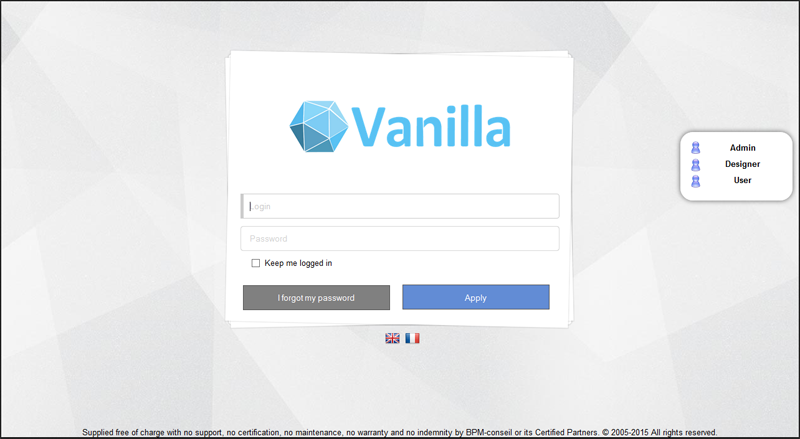 Vanilla
Admin
Designer
User
Login
Password
Keep me logged in
I forgot my password
Apply
Supplied free of charge with no support, no certification, no maintenance, no warranty and no indemnity by BPM-conseil or its Certified Partners. © 2005-2015 All rights reserved.